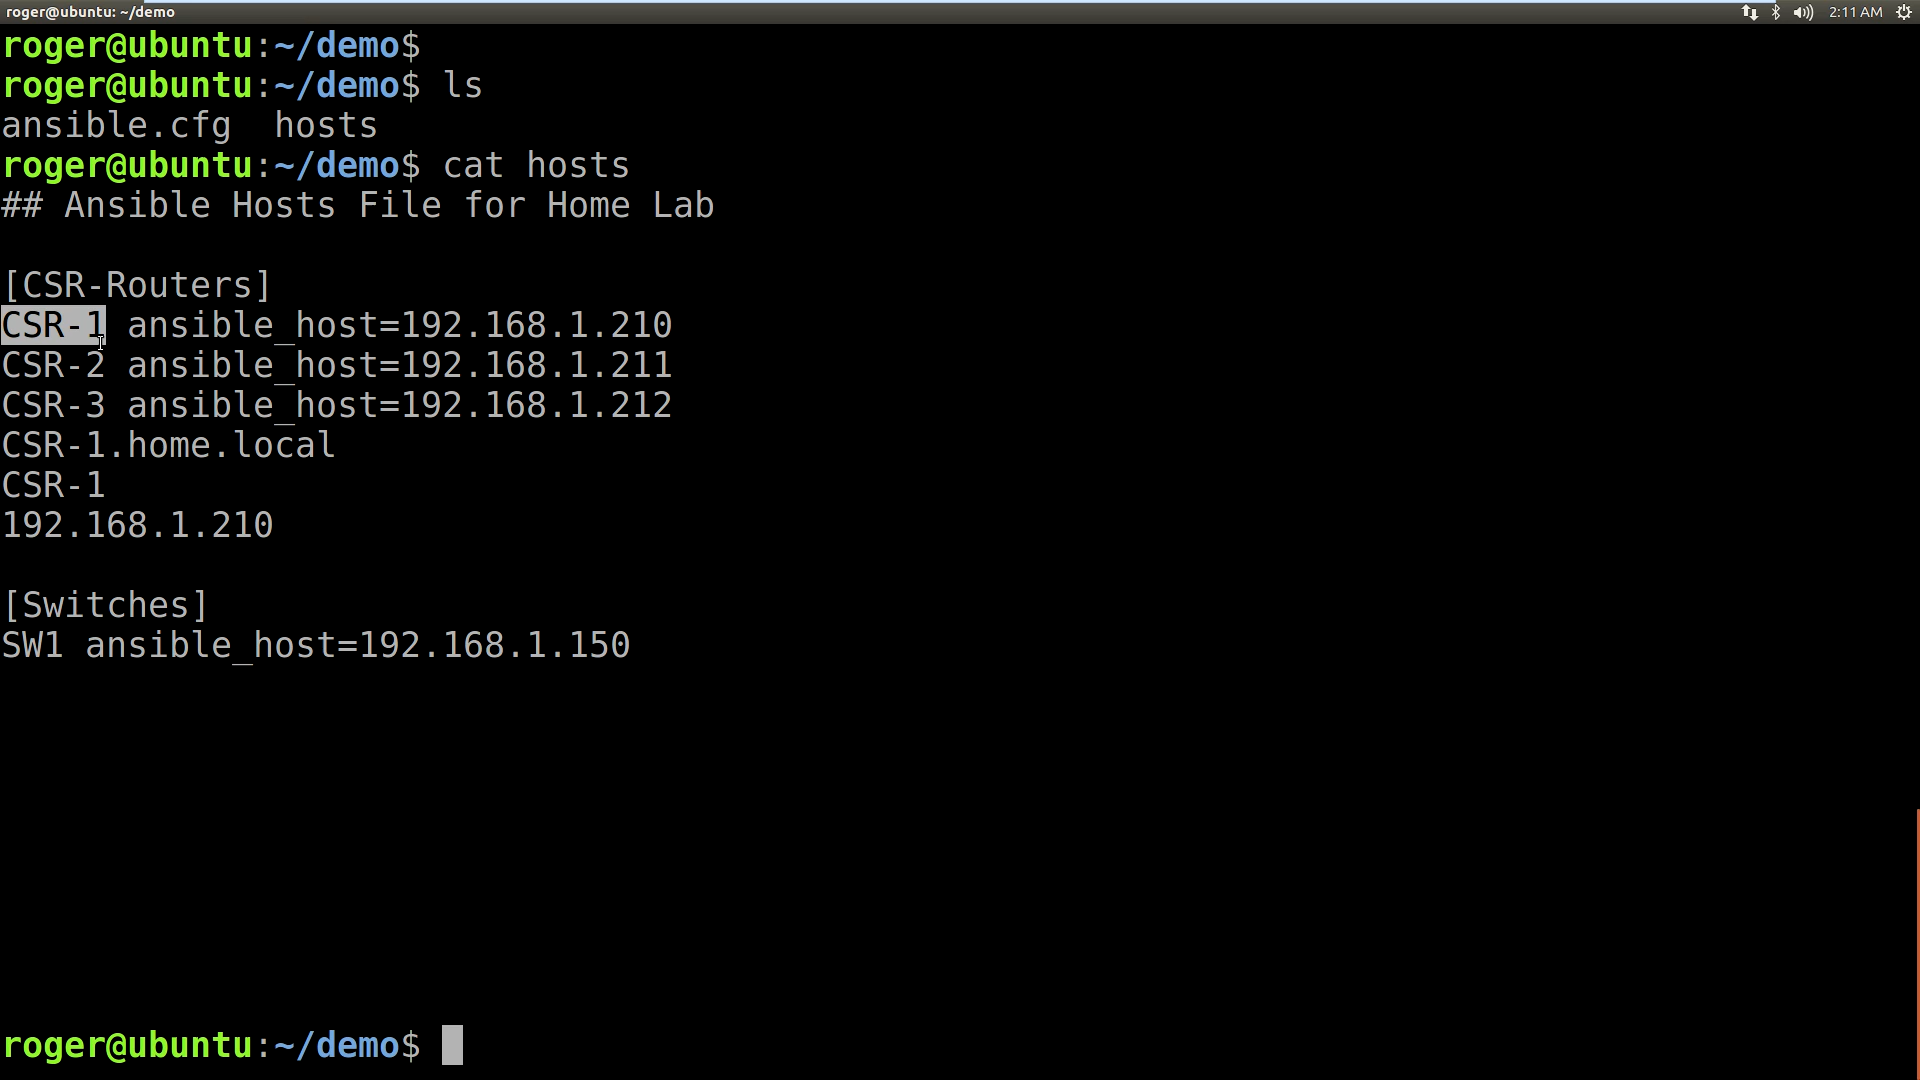 roger@ubuntu: ~/demo
2:11 AM
roger@ubuntu:~/demo$
roger@ubuntu:~/demo$ ls
ansible.cfg  hosts
roger@ubuntu:~/demo$ cat hosts
## Ansible Hosts File for Home Lab
[CSR-Routers]
CSR-1 ansible_host=192.168.1.210
CSR-2 ansible_host=192.168.1.211
CSR-3 ansible_host=192.168.1.212
CSR-1.home.local
CSR-1
192.168.1.210
[Switches]
SW1 ansible_host=192.168.1.150
roger@ubuntu:~/demo$